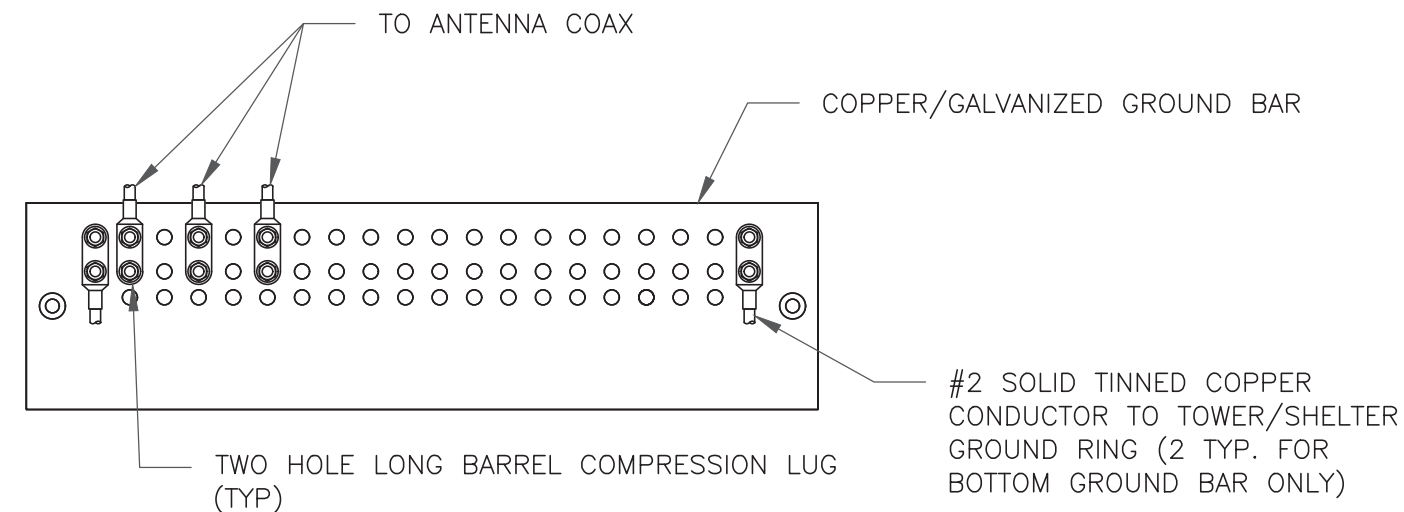 TO ANTENNA COAX
COPPER/GALVANIZED GROUND BAR
#2 SOLID TINNED COPPER
CONDUCTOR TO TOWER/SHELTER
GROUND RING (2 TYP. FOR
BOTTOM GROUND BAR ONLY)
TWO HOLE LONG BARREL COMPRESSION LUG
(TYP)